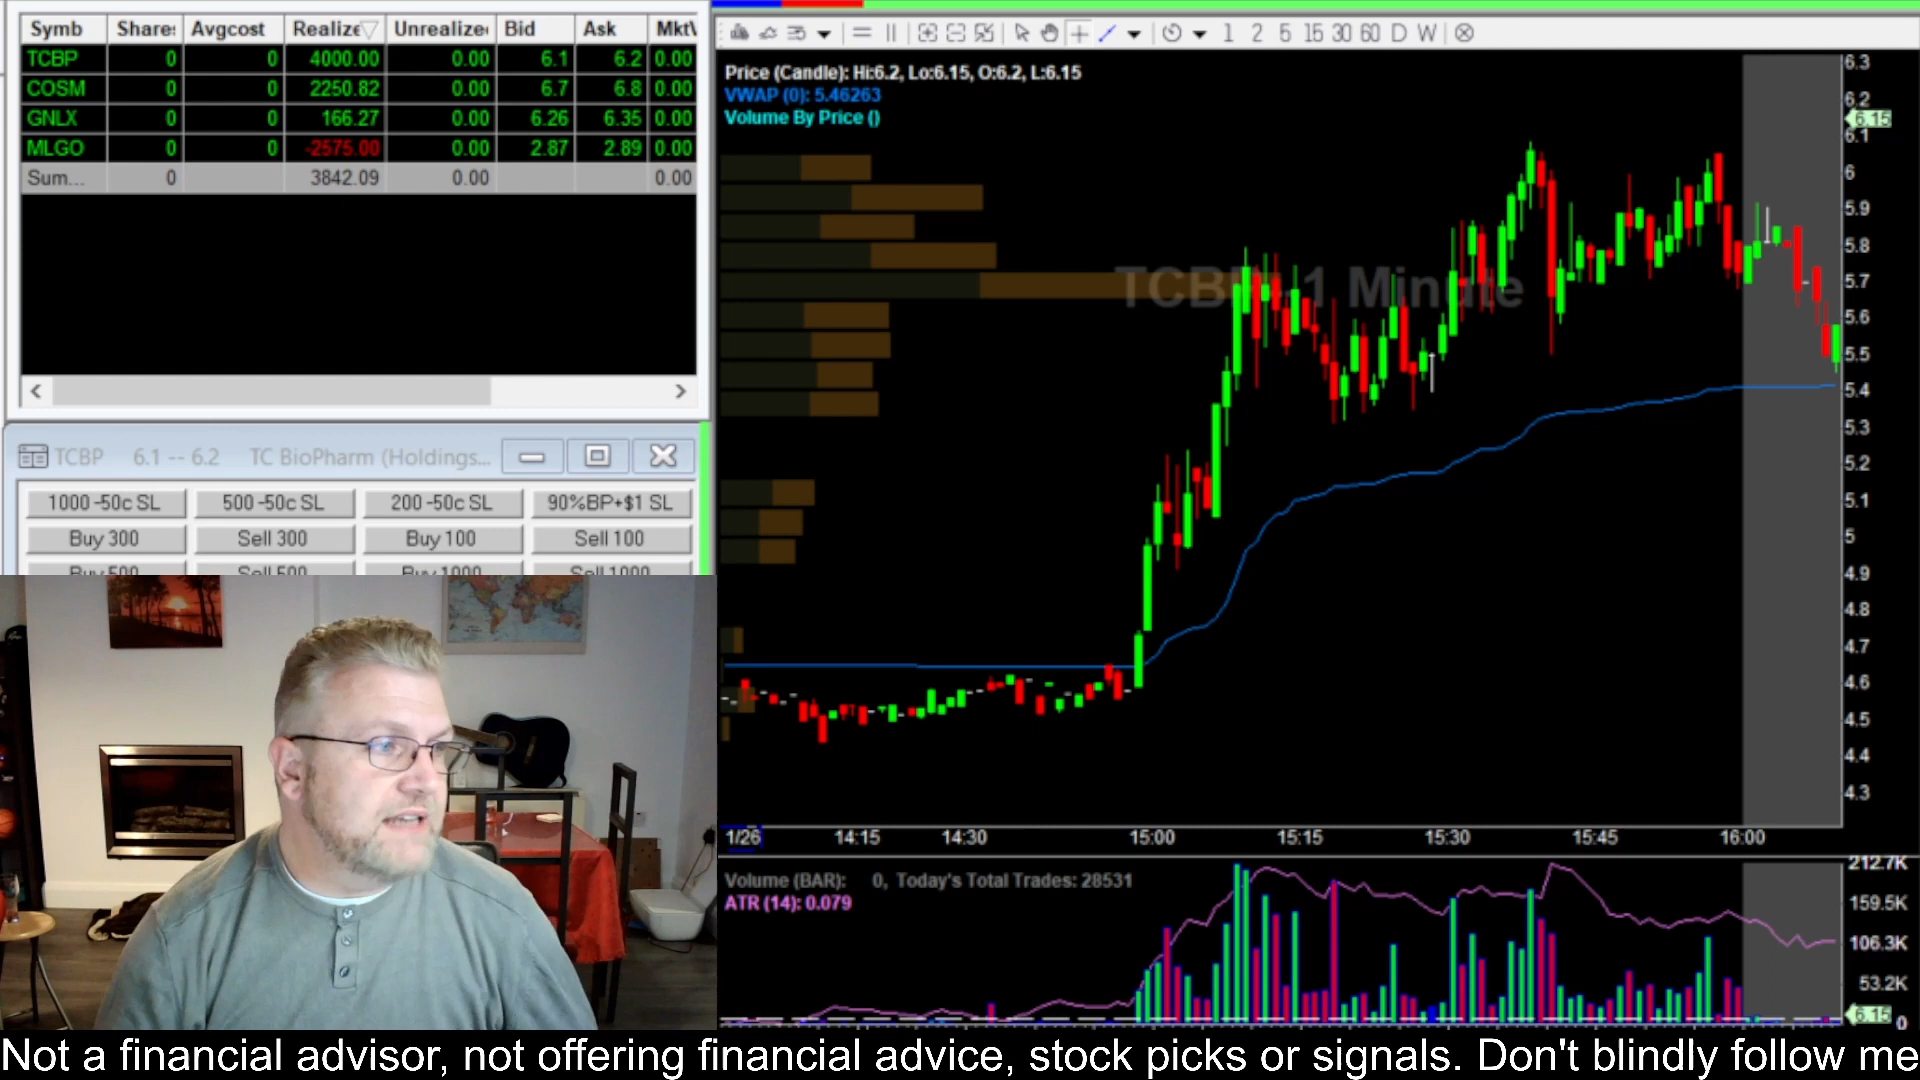 Symb Share: Avgcost Realize Unrealize Bid Ask MktV
TCBP 0 0 4000.00 0.00 6.1 6.2 0.00
COSM 0 0 2250.82 0.00 6.7 6.8 0.00
GNLX 0 0 166.27 0.00 6.26 6.35 0.00
MLGO 0 0 -2575.00 0.00 2.87 2.89 0.00
Sum... 0 3842.09 0.00 0.00
TCBP 6.1 -- 6.2 TC BioPharm (Holdings...
1000 -50c SL 500 -50c SL 200 -50c SL 90%BP+$1 SL
Buy 300 Sell 300 Buy 100 Sell 100
Buy 500 Sell 500 Buy 1000 Sell 1000
1 2 5 15 30 60 D W
Price (Candle): Hi:6.2, Lo:6.15, O:6.2, L:6.15
VWAP (0): 5.46263
Volume By Price ()
1 Minute
6.3
6.2
6.15
6.1
6
5.9
5.8
5.7
5.6
5.5
5.4
5.3
5.2
5.1
5
4.9
4.8
4.7
4.6
4.5
4.4
4.3
1/26 14:15 14:30 15:00 15:15 15:30 15:45 16:00
Volume (BAR): 0, Today's Total Trades: 28531
ATR (14): 0.079
212.7K
159.5K
106.3K
53.2K
6.15 0
Not a financial advisor, not offering financial advice, stock picks or signals. Don't blindly follow me